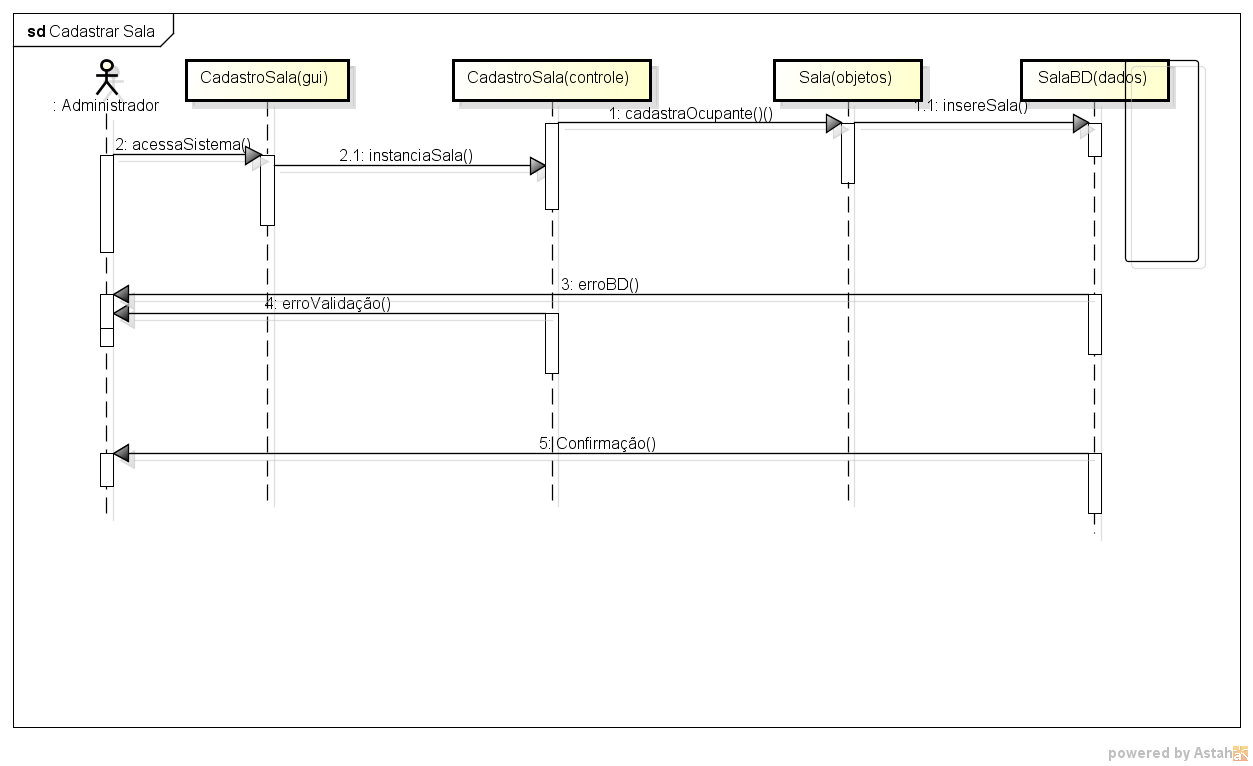 sd Cadastrar Sala
CadastroSala(gui)
CadastroSala(controle)
Sala(objetos)
SalaBD(dados)
: Administrador
1: cadastraOcupante()()
1.1: insereSala()
2: acessaSistema()
2.1: instanciaSala()
3: erroBD()
4: erroValidação()
5: Confirmação()
powered by Astah